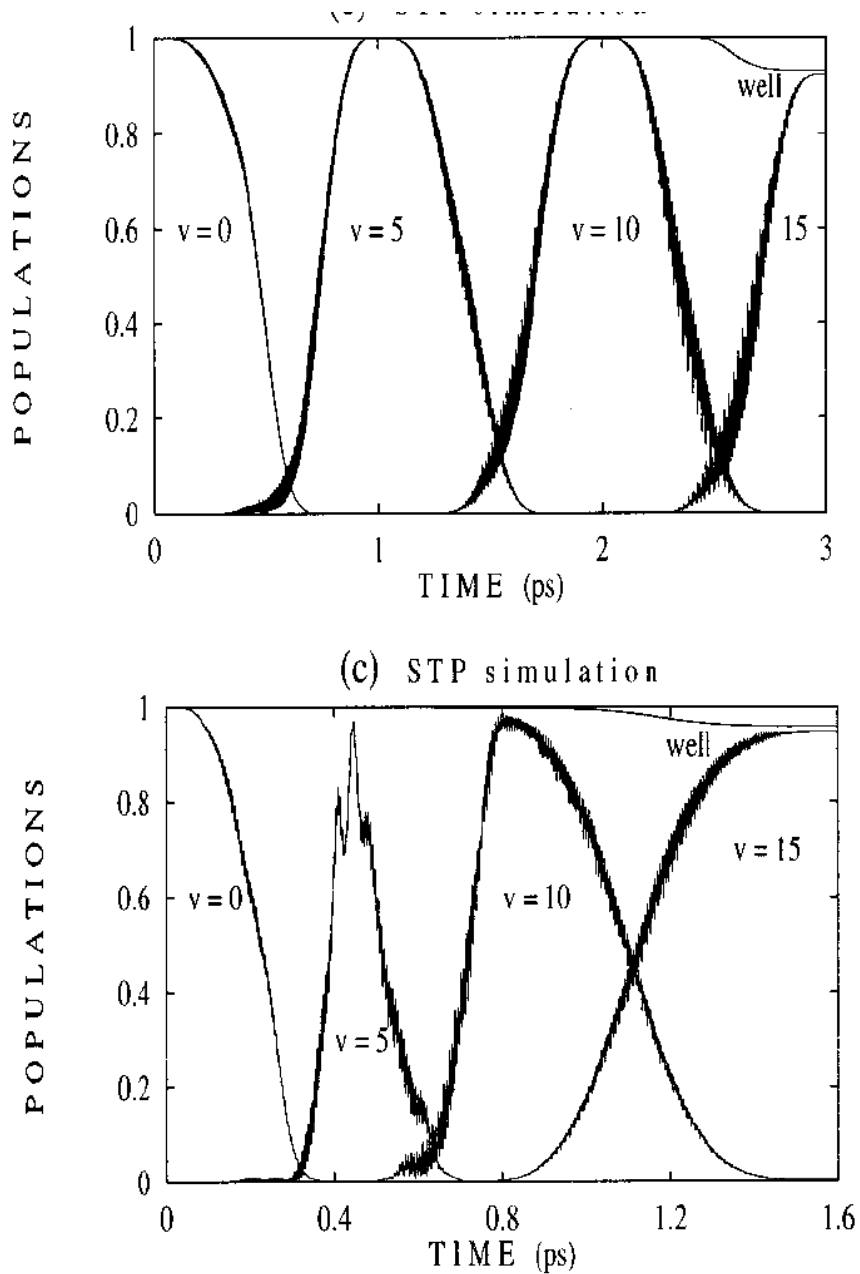 STP simulation
POPULATIONS
1
0.8
0.6
0.4
0.2
0
well
v = 0
v = 5
v = 10
15
0
1
2
3
TIME (ps)
(c) STP simulation
POPULATIONS
1
0.8
0.6
0.4
0.2
0
well
v = 0
v = 5
v = 10
v = 15
0
0.4
0.8
1.2
1.6
TIME (ps)